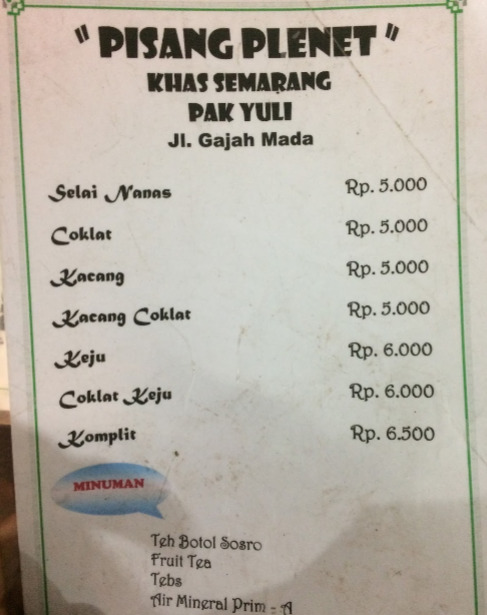 " PISANG PLENET "
KHAS SEMARANG
PAK YULI
Jl. Gajah Mada
Selai Nanas Rp. 5.000
Coklat Rp. 5.000
Kacang Rp. 5.000
Kacang Coklat Rp. 5.000
Keju Rp. 6.000
Coklat Keju Rp. 6.000
Komplit Rp. 6.500
MINUMAN
Teh Botol Sosro
Fruit Tea
Tebs
Air Mineral Prim - A